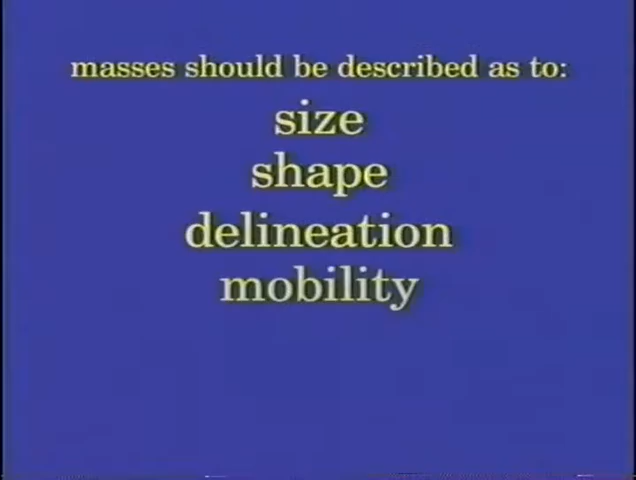 masses should be described as to:
size
shape
delineation
mobility